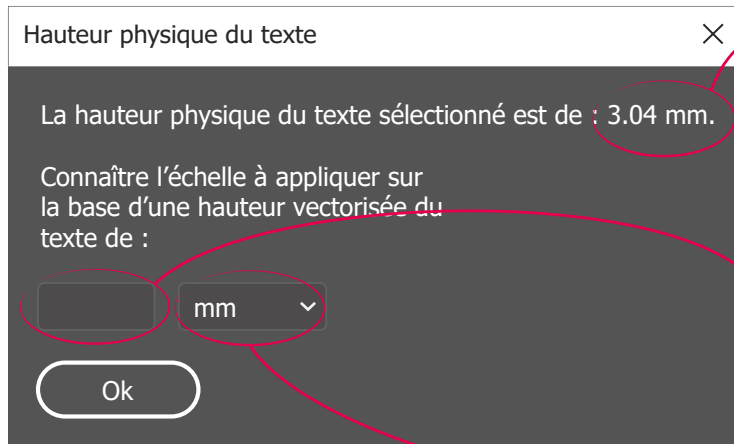 Hauteur physique du texte
La hauteur physique du texte sélectionné est de : 3.04 mm.
Connaître l’échelle à appliquer sur
la base d’une hauteur vectorisée du
texte de :
mm
Ok